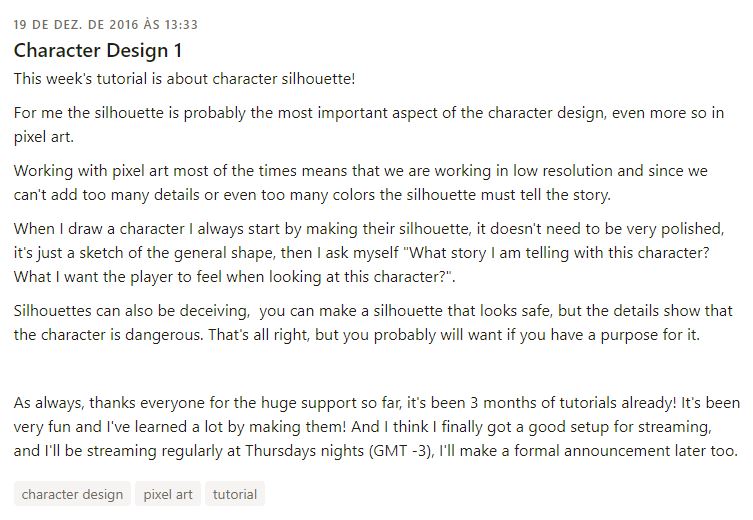 19 DE DEZ. DE 2016 ÀS 13:33
Character Design 1
This week's tutorial is about character silhouette!
For me the silhouette is probably the most important aspect of the character design, even more so in
pixel art.
Working with pixel art most of the times means that we are working in low resolution and since we
can't add too many details or even too many colors the silhouette must tell the story.
When I draw a character I always start by making their silhouette, it doesn't need to be very polished,
it's just a sketch of the general shape, then I ask myself "What story I am telling with this character?
What I want the player to feel when looking at this character?".
Silhouettes can also be deceiving,  you can make a silhouette that looks safe, but the details show that
the character is dangerous. That's all right, but you probably will want if you have a purpose for it.
As always, thanks everyone for the huge support so far, it's been 3 months of tutorials already! It's been
very fun and I've learned a lot by making them! And I think I finally got a good setup for streaming,
and I'll be streaming regularly at Thursdays nights (GMT -3), I'll make a formal announcement later too.
character design
pixel art
tutorial